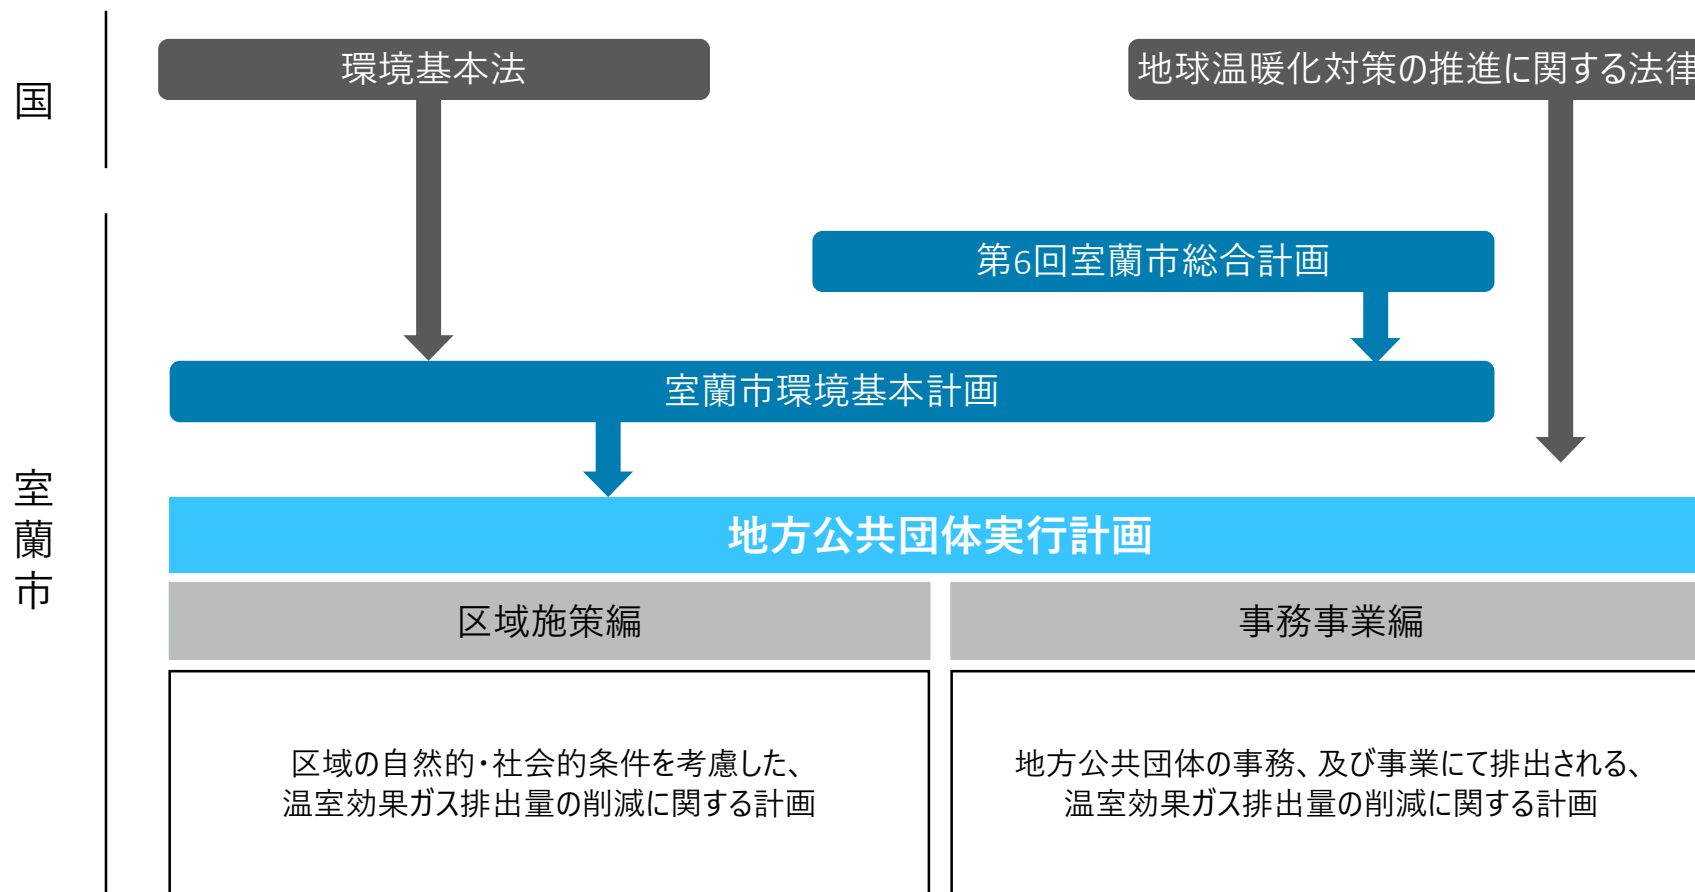 国
環境基本法
地球温暖化対策の推進に関する法律
室蘭市
第6回室蘭市総合計画
室蘭市環境基本計画
地方公共団体実行計画
区域施策編
事務事業編
区域の自然的・社会的条件を考慮した、
温室効果ガス排出量の削減に関する計画
地方公共団体の事務、及び事業にて排出される、
温室効果ガス排出量の削減に関する計画